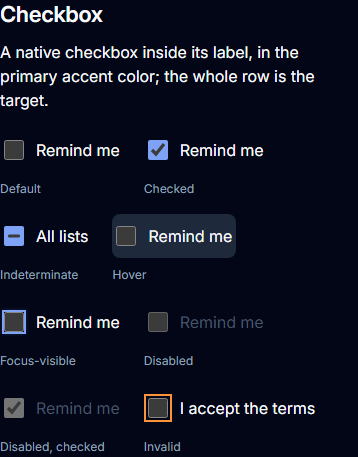 Checkbox
A native checkbox inside its label, in the
primary accent color; the whole row is the
target.
Remind me
Remind me
Default
Checked
All lists
Remind me
Indeterminate
Hover
Remind me
Remind me
Focus-visible
Disabled
Remind me
I accept the terms
Disabled, checked
Invalid